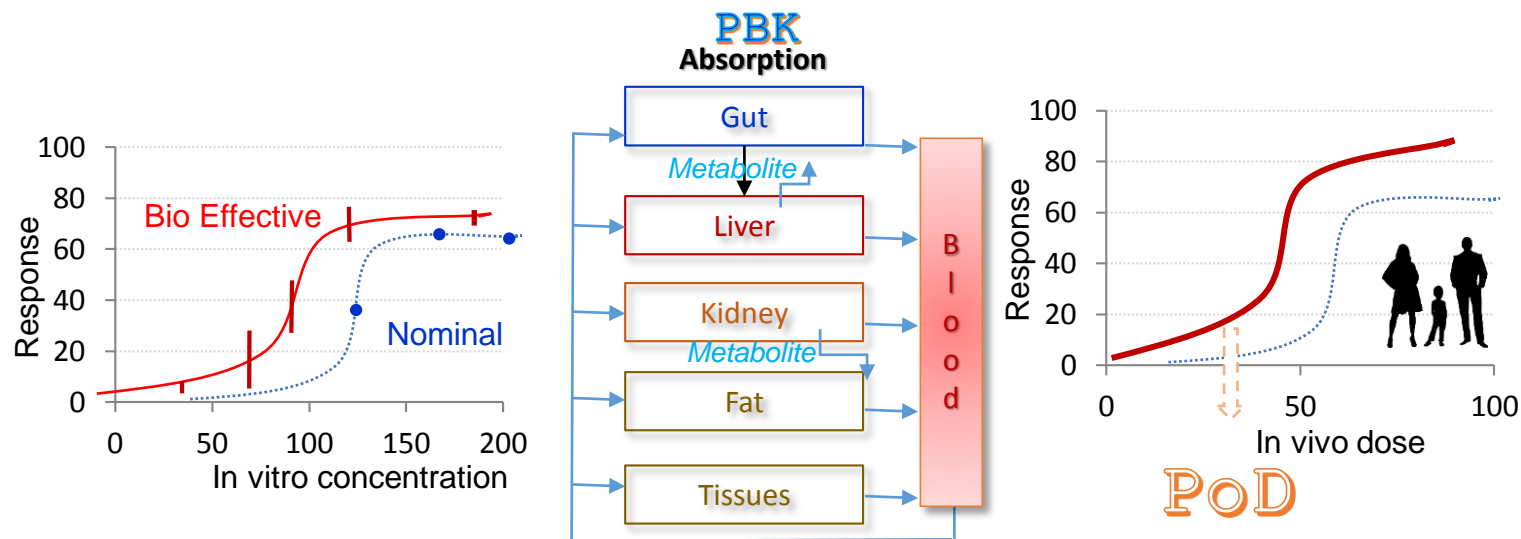 PBK
Absorption
Response
100
80
60
40
20
0
0 50 100 150 200
In vitro concentration
Bio Effective
Nominal
Gut
Metabolite
Liver
Kidney
Metabolite
Fat
Tissues
B
l
o
o
d
Response
100
80
60
40
20
0
0 50 100
In vivo dose
PoD